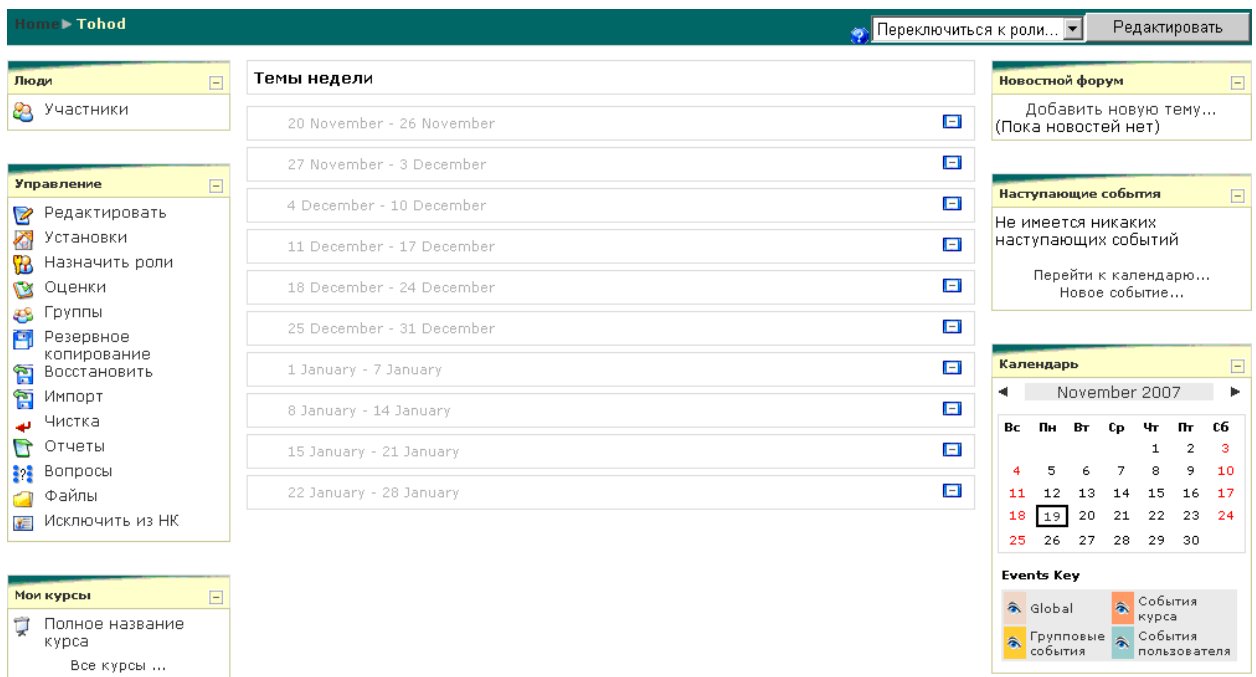 Home ► Tohod
Переключиться к роли...
Редактировать
Люди
Участники
Управление
Редактировать
Установки
Назначить роли
Оценки
Группы
Резервное
копирование
Восстановить
Импорт
Чистка
Отчеты
Вопросы
Файлы
Исключить из НК
Мои курсы
Полное название
курса
Все курсы ...
Темы недели
20 November - 26 November
27 November - 3 December
4 December - 10 December
11 December - 17 December
18 December - 24 December
25 December - 31 December
1 January - 7 January
8 January - 14 January
15 January - 21 January
22 January - 28 January
Новостной форум
Добавить новую тему...
(Пока новостей нет)
Наступающие события
Не имеется никаких
наступающих событий
Перейти к календарю...
Новое событие...
Календарь
◄ November 2007 ►
Вс Пн Вт Ср Чт Пт Сб
1 2 3
4 5 6 7 8 9 10
11 12 13 14 15 16 17
18 19 20 21 22 23 24
25 26 27 28 29 30
Events Key
Global
События
курса
Групповые
события
События
пользователя